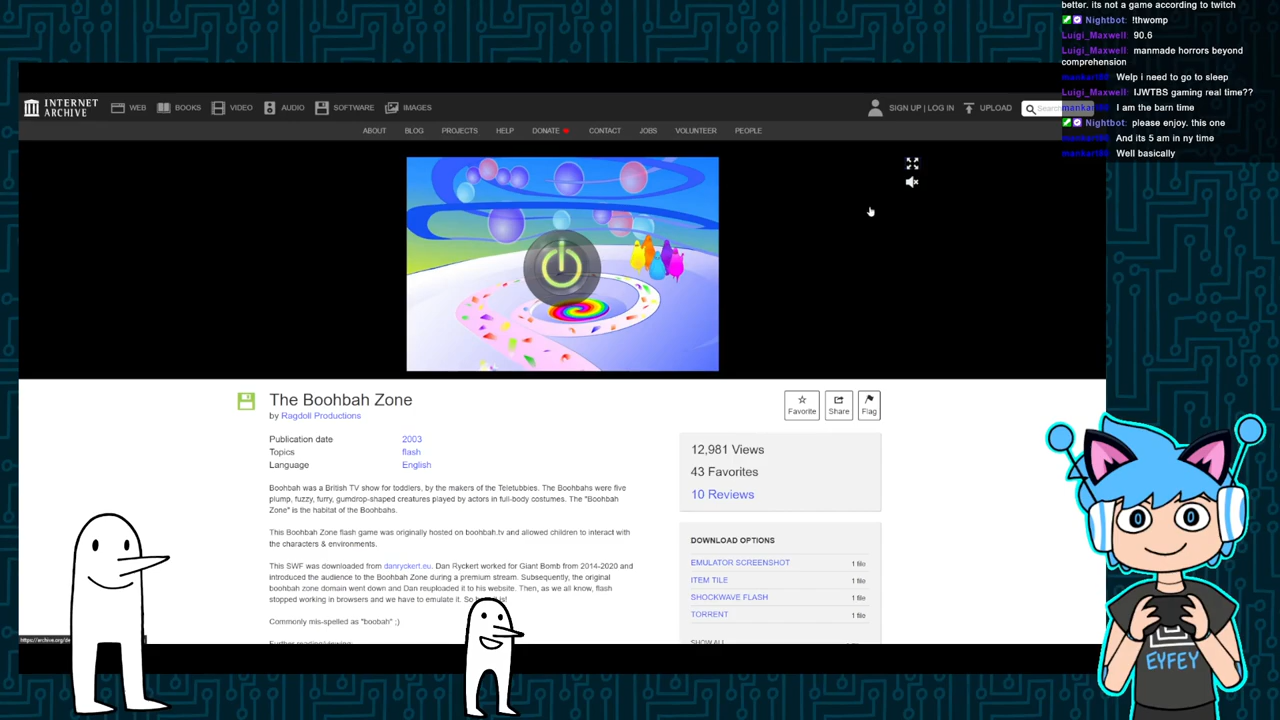 better. its not a game according to twitch
Nightbot: !thwomp
Luigi_Maxwell: 90.6
Luigi_Maxwell: manmade horrors beyond
comprehension
mankar180: Welp i need to go to sleep
Luigi_Maxwell: IJWTBS gaming real time??
I am the barn time
Nightbot: please enjoy. this one
And its 5 am in ny time
Well basically
INTERNET
ARCHIVE
WEB BOOKS VIDEO AUDIO SOFTWARE IMAGES
SIGN UP | LOG IN UPLOAD Search
ABOUT BLOG PROJECTS HELP DONATE CONTACT JOBS VOLUNTEER PEOPLE
The Boohbah Zone
by Ragdoll Productions
Favorite Share Flag
Publication date 2003
Topics flash
Language English
12,981 Views
43 Favorites
10 Reviews
Boohbah was a British TV show for toddlers, by the makers of the Teletubbies. The Boohbahs were five
plump, fuzzy, furry, gumdrop-shaped creatures played by actors in full-body costumes. The "Boohbah
Zone" is the habitat of the Boohbahs.
This Boohbah Zone flash game was originally hosted on boohbah.tv and allowed children to interact with
the characters & environments.
This SWF was downloaded from danryckert.eu. Dan Ryckert worked for Giant Bomb from 2014-2020 and
introduced the audience to the Boohbah Zone during a premium stream. Subsequently, the original
boohbah zone domain went down and Dan reuploaded it to his website. Then, as we all know, flash
stopped working in browsers and we have to emulate it. So
Commonly mis-spelled as "boobah" ;)
DOWNLOAD OPTIONS
EMULATOR SCREENSHOT 1 file
ITEM TILE 1 file
SHOCKWAVE FLASH 1 file
TORRENT 1 file
SHOW ALL
https://archive.org/de
EYFEY